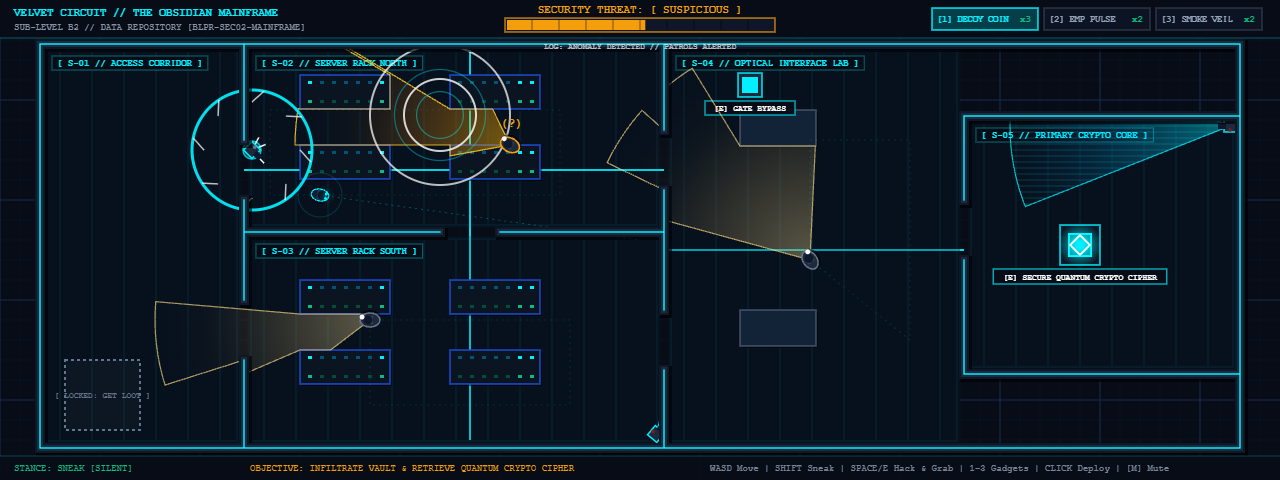 VELVET CIRCUIT // THE OBSIDIAN MAINFRAME
SUB-LEVEL B2 // DATA REPOSITORY [BLPR-SEC02-MAINFRAME]
SECURITY THREAT: [ SUSPICIOUS ]
[1] DECOY COIN x3
[2] EMP PULSE x2
[3] SMOKE VEIL x2
LOG: ANOMALY DETECTED // PATROLS ALERTED
[ S-01 // ACCESS CORRIDOR ]
[ S-02 // SERVER RACK NORTH ]
[ S-04 // OPTICAL INTERFACE LAB ]
[E] GATE BYPASS
(?)
[ S-05 // PRIMARY CRYPTO CORE ]
[ S-03 // SERVER RACK SOUTH ]
[E] SECURE QUANTUM CRYPTO CIPHER
[ LOCKED: GET LOOT ]
STANCE: SNEAK [SILENT]
OBJECTIVE: INFILTRATE VAULT & RETRIEVE QUANTUM CRYPTO CIPHER
WASD Move | SHIFT Sneak | SPACE/E Hack & Grab | 1-3 Gadgets | CLICK Deploy | [M] Mute